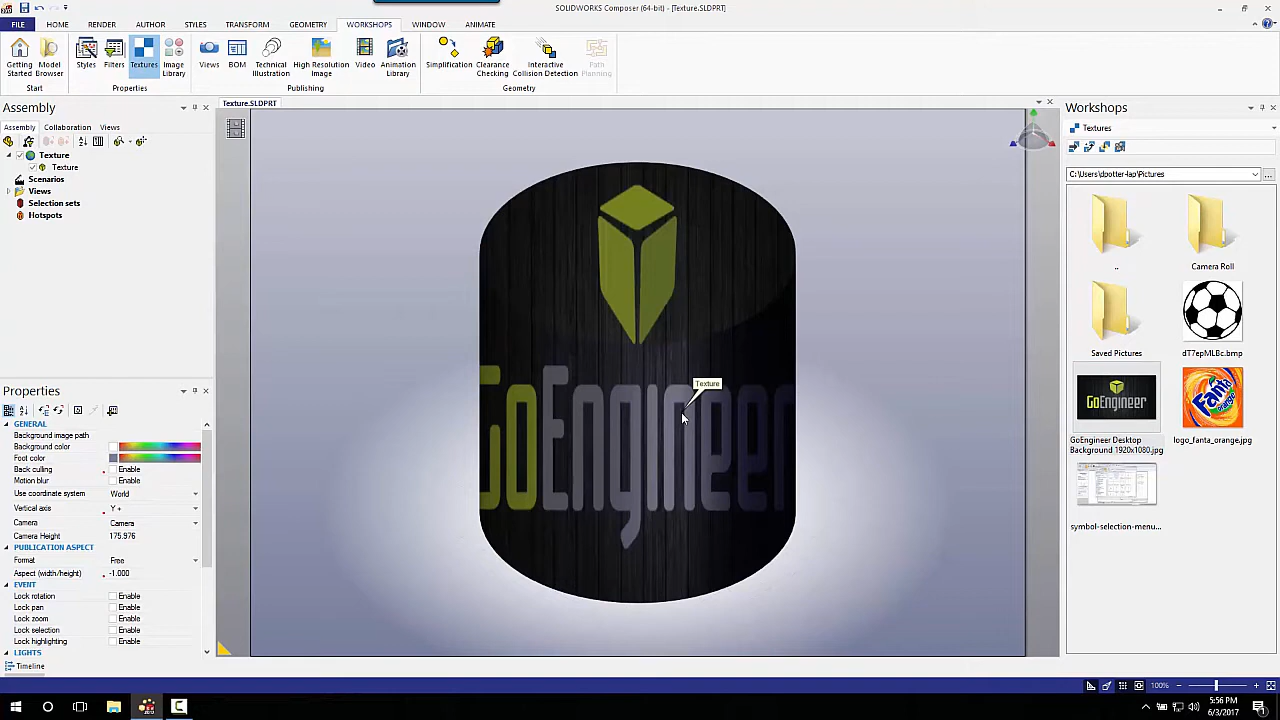 SOLIDWORKS Composer (64-bit) - [Texture.SLDPRT]
FILE HOME RENDER AUTHOR STYLES TRANSFORM GEOMETRY WORKSHOPS WINDOW ANIMATE
Getting Started
Model Browser
Styles
Filters
Textures
Image Library
Views
BOM
Technical Illustration
High Resolution Image
Video
Animation Library
Simplification
Clearance Checking
Interactive Collision Detection
Path Planning
Start
Properties
Publishing
Geometry
Assembly
Assembly Collaboration Views
Texture
Texture
Scenarios
Views
Selection sets
Hotspots
Properties
GENERAL
Background image path
Background color
Foot color
Back culling Enable
Motion blur Enable
Use coordinate system World
Vertical axis Y +
Camera Camera
Camera Height 175.976
PUBLICATION ASPECT
Format Free
Aspect (width/height) -1.000
EVENT
Lock rotation Enable
Lock pan Enable
Lock zoom Enable
Lock selection Enable
Lock highlighting Enable
LIGHTS
Timeline
Texture.SLDPRT
GoEngineer
Texture
Workshops
Textures
C:\Users\dpotter-lap\Pictures
..
Camera Roll
Saved Pictures
dT7epMLBc.bmp
GoEngineer
Fanta
GoEngineer Desktop
Background 1920x1080.jpg
logo_fanta_orange.jpg
symbol-selection-menu...
100%
5:56 PM
6/3/2017